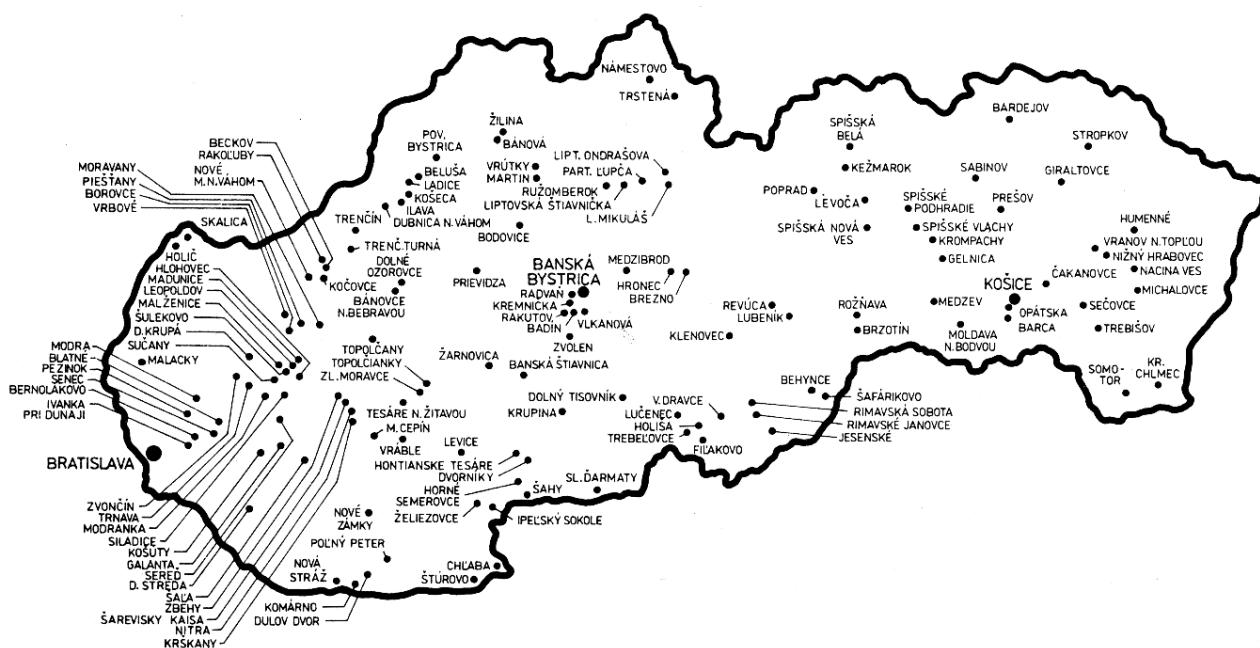 NÁMESTOVO
TRSTENÁ
BARDEJOV
ŽILINA
BÁNOVÁ
SPIŠSKÁ
BELÁ
STROPKOV
BECKOV
RAKOĽUBY
NOVÉ
M.N.VÁHOM
POV.
BYSTRICA
VRÚTKY
MARTIN
LIPT. ONDRAŠOVA
PART. ĽUPČA
KEŽMAROK
SABINOV
GIRALTOVCE
MORAVANY
PIEŠŤANY
BOROVCE
VRBOVÉ
BELUŠA
LADICE
KOŠECA
ILAVA
DUBNICA N.VÁHOM
RUŽOMBEROK
LIPTOVSKÁ ŠTIAVNIČKA
L.MIKULÁŠ
POPRAD
LEVOČA
SPIŠSKÉ
PODHRADIE
PREŠOV
SKALICA
TRENČÍN
BODOVICE
SPIŠSKÁ NOVÁ
VES
SPIŠSKÉ VLACHY
KROMPACHY
HUMENNÉ
HOLIČ
TRENČ.TURNÁ
DOLNÉ
OZOROVCE
MEDZIBROD
GELNICA
VRANOV N.TOPĽOU
NIŽNÝ HRABOVEC
HLOHOVEC
MADUNICE
LEOPOLDOV
MALŽENICE
KOČOVCE
BÁNOVCE
N.BEBRAVOU
PRIEVIDZA
BANSKÁ
BYSTRICA
HRONEC
BREZNO
KOŠICE
ČAKANOVCE
NACINA VES
MICHALOVCE
ŠULEKOVO
D.KRUPÁ
SUČANY
RADVAŇ
KREMNIČKA
RAKUTOV.
BADÍN
VLKANOVÁ
REVÚCA
LUBENÍK
ROŽŇAVA
MEDZEV
OPÁTSKA
BARCA
SEČOVCE
MODRA
BLATNÉ
PEZINOK
SENEC
BERNOLÁKOVO
IVANKA
PRI DUNAJI
MALACKY
TOPOLČANY
TOPOLČIANKY
ZL.MORAVCE
ŽARNOVICA
ZVOLEN
BANSKÁ ŠTIAVNICA
KLENOVEC
BRZOTÍN
MOLDAVA
N.BODVOU
TREBIŠOV
SOMO-
TOR
KR.
CHLMEC
TESÁRE N.ŽITAVOU
M.CEPÍN
VRÁBLE
KRUPINA
DOLNÝ TISOVNÍK
V.DRAVCE
LUČENEC
HOLIŠA
TREBEĽOVCE
FIĽAKOVO
BEHYNCE
ŠAFÁRIKOVO
RIMAVSKÁ SOBOTA
RIMAVSKÉ JANOVCE
JESENSKÉ
BRATISLAVA
LEVICE
HONTIANSKE TESÁRE
DVORNÍKY
HORNÉ
SEMEROVCE
ŽELIEZOVCE
ŠAHY
SL.ĎARMATY
IPEĽSKÝ SOKOLE
ZVONČÍN
TRNAVA
MODRANKA
SILADICE
KOŠÚTY
GALANTA
SEREĎ
D. STREDA
ŠAĽA
ŽBEHY
ŠAREVISKY KAISA
NITRA
KRŠKANY
NOVÉ
ZÁMKY
POĽNÝ PETER
NOVÁ
STRÁŽ
CHĽABA
ŠTÚROVO
KOMÁRNO
DULOV DVOR